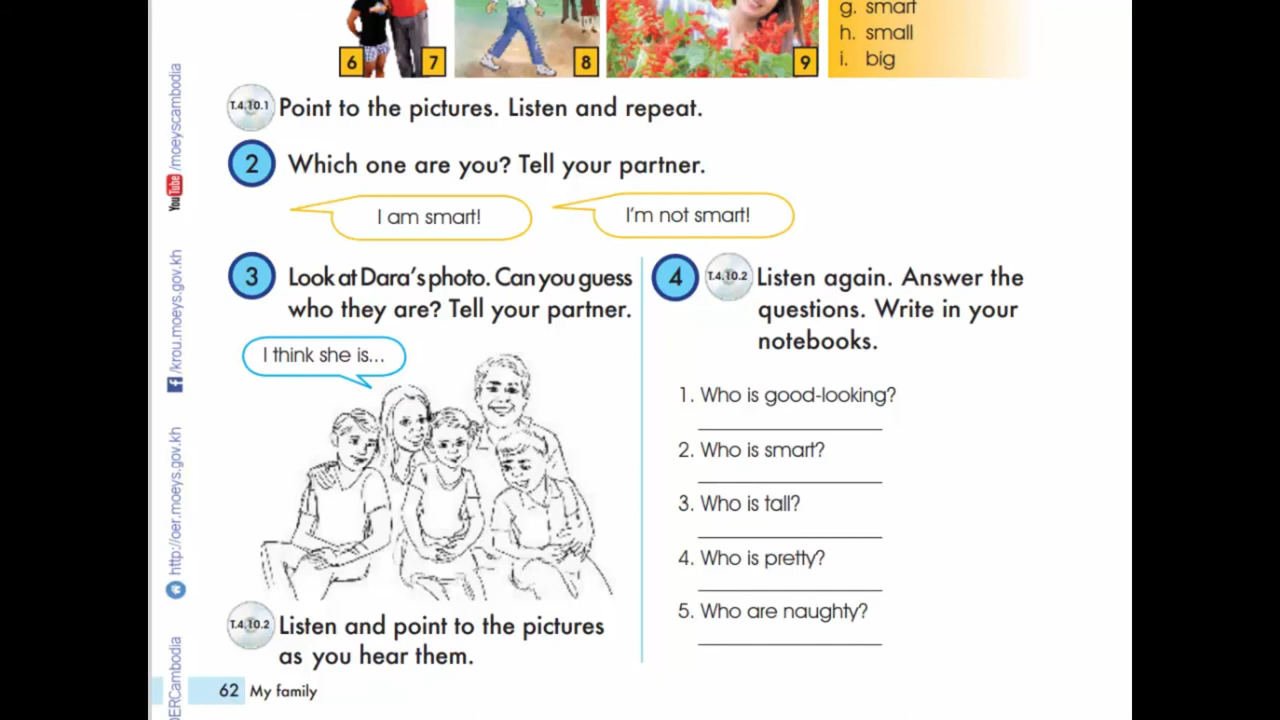 g. smart
h. small
i. big
6
7
8
9
T.4.10.1
Point to the pictures. Listen and repeat.
2
Which one are you? Tell your partner.
I am smart!
I'm not smart!
3
Look at Dara's photo. Can you guess
who they are? Tell your partner.
I think she is...
T.4.10.2
Listen and point to the pictures
as you hear them.
4
T.4.10.2
Listen again. Answer the
questions. Write in your
notebooks.
1. Who is good-looking?
2. Who is smart?
3. Who is tall?
4. Who is pretty?
5. Who are naughty?
62 My family
YouTube /moeyscambodia
/krou.moeys.gov.kh
http://oer.moeys.gov.kh
OERCambodia